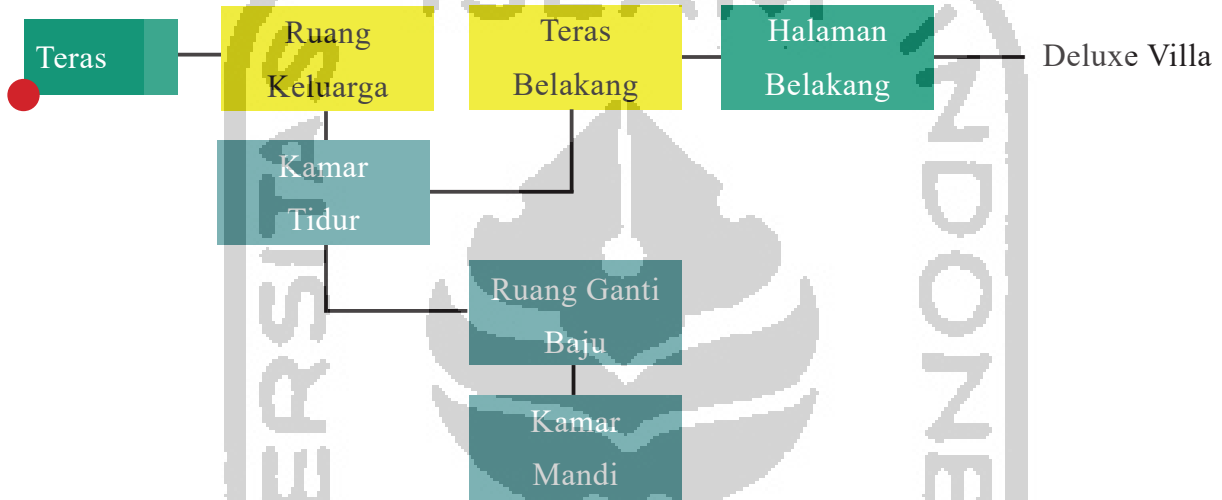 Teras
Ruang
Keluarga
Teras
Belakang
Halaman
Belakang
Deluxe Villa
Kamar
Tidur
Ruang Ganti
Baju
Kamar
Mandi